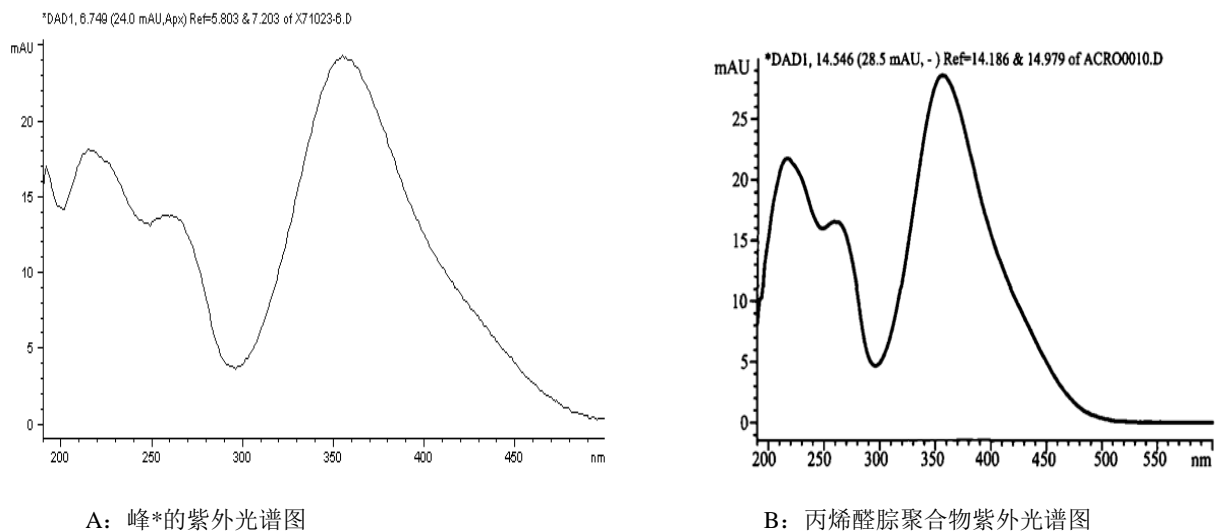 *DAD1, 6.749 (24.0 mAU,Apx) Ref=5.803 & 7.203 of X71023-6.D
mAU
20
15
10
5
0
200 250 300 350 400 450 nm
A：峰*的紫外光谱图
*DAD1, 14.546 (28.5 mAU, - ) Ref=14.186 & 14.979 of ACRO0010.D
mAU
25
20
15
10
5
0
200 250 300 350 400 450 500 550 nm
B：丙烯醛腙聚合物紫外光谱图